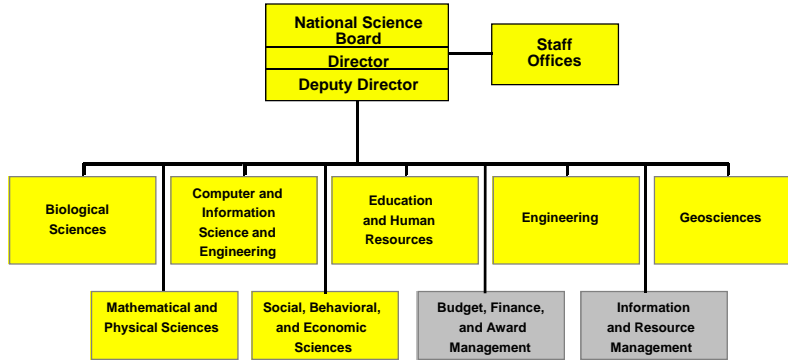 National Science
Board
Director
Deputy Director
Staff
Offices
Biological
Sciences
Computer and
Information
Science and
Engineering
Education
and Human
Resources
Engineering
Geosciences
Mathematical and
Physical Sciences
Social, Behavioral,
and Economic
Sciences
Budget, Finance,
and Award
Management
Information
and Resource
Management